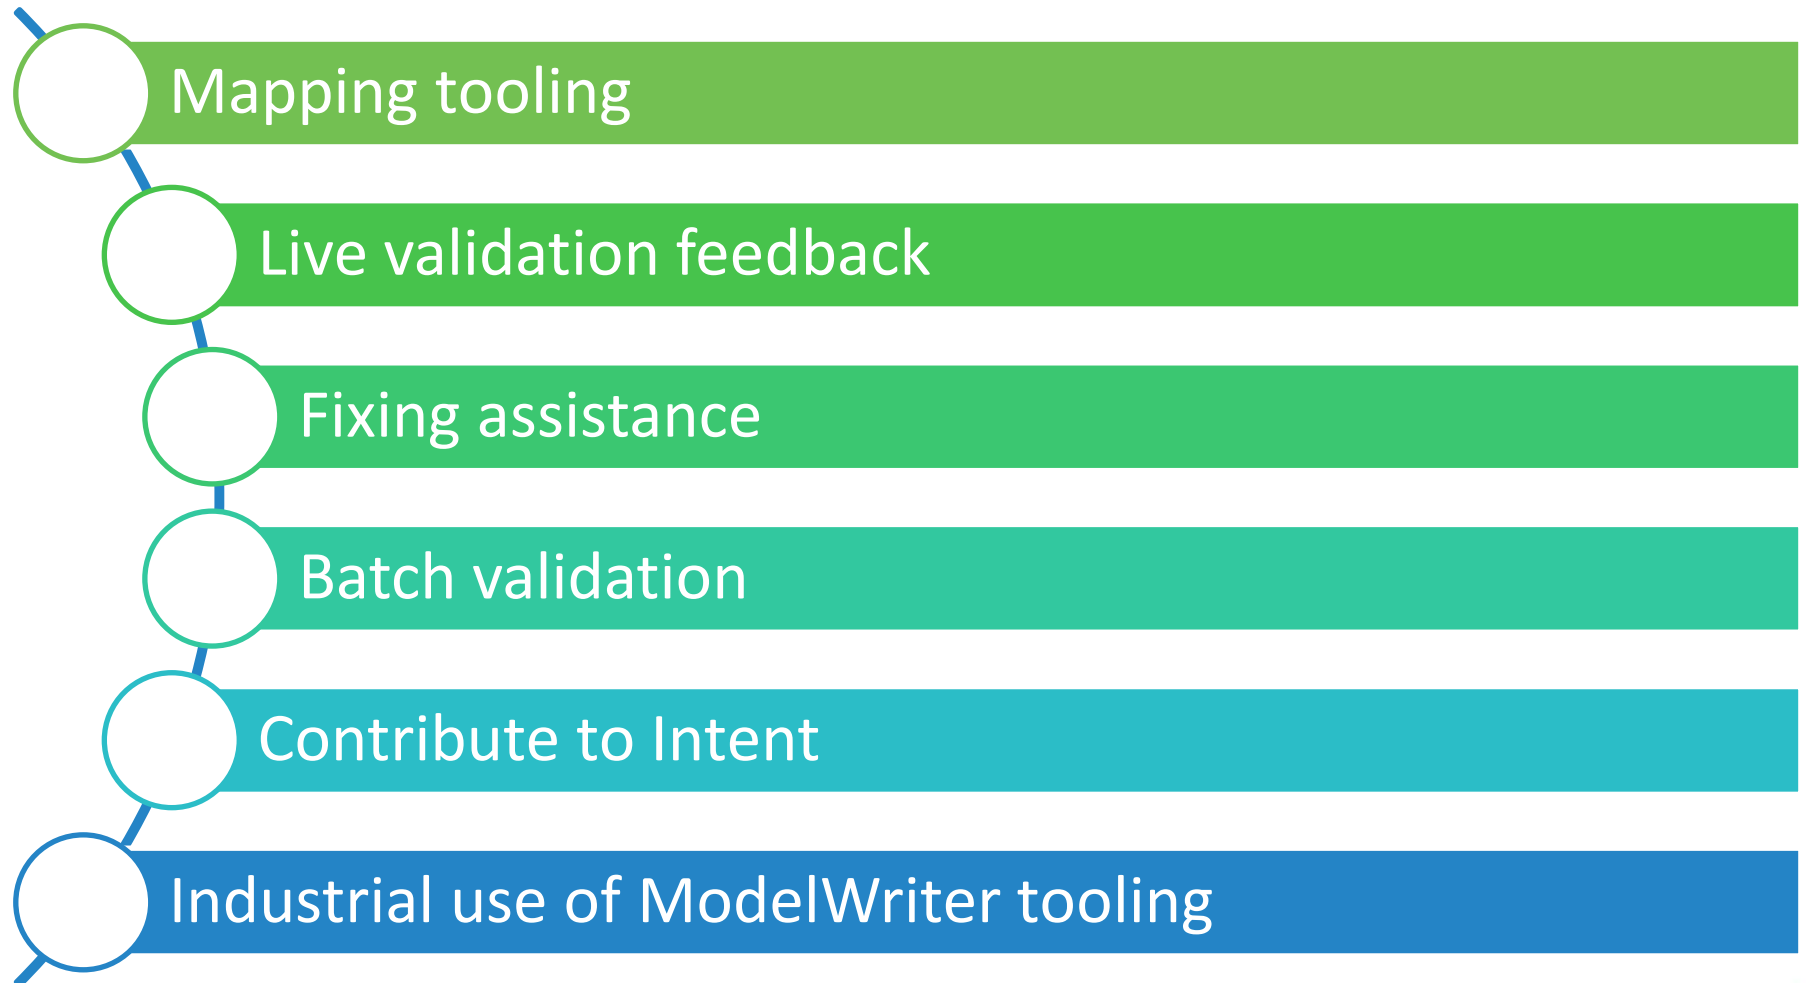 Mapping tooling
Live validation feedback
Fixing assistance
Batch validation
Contribute to Intent
Industrial use of ModelWriter tooling